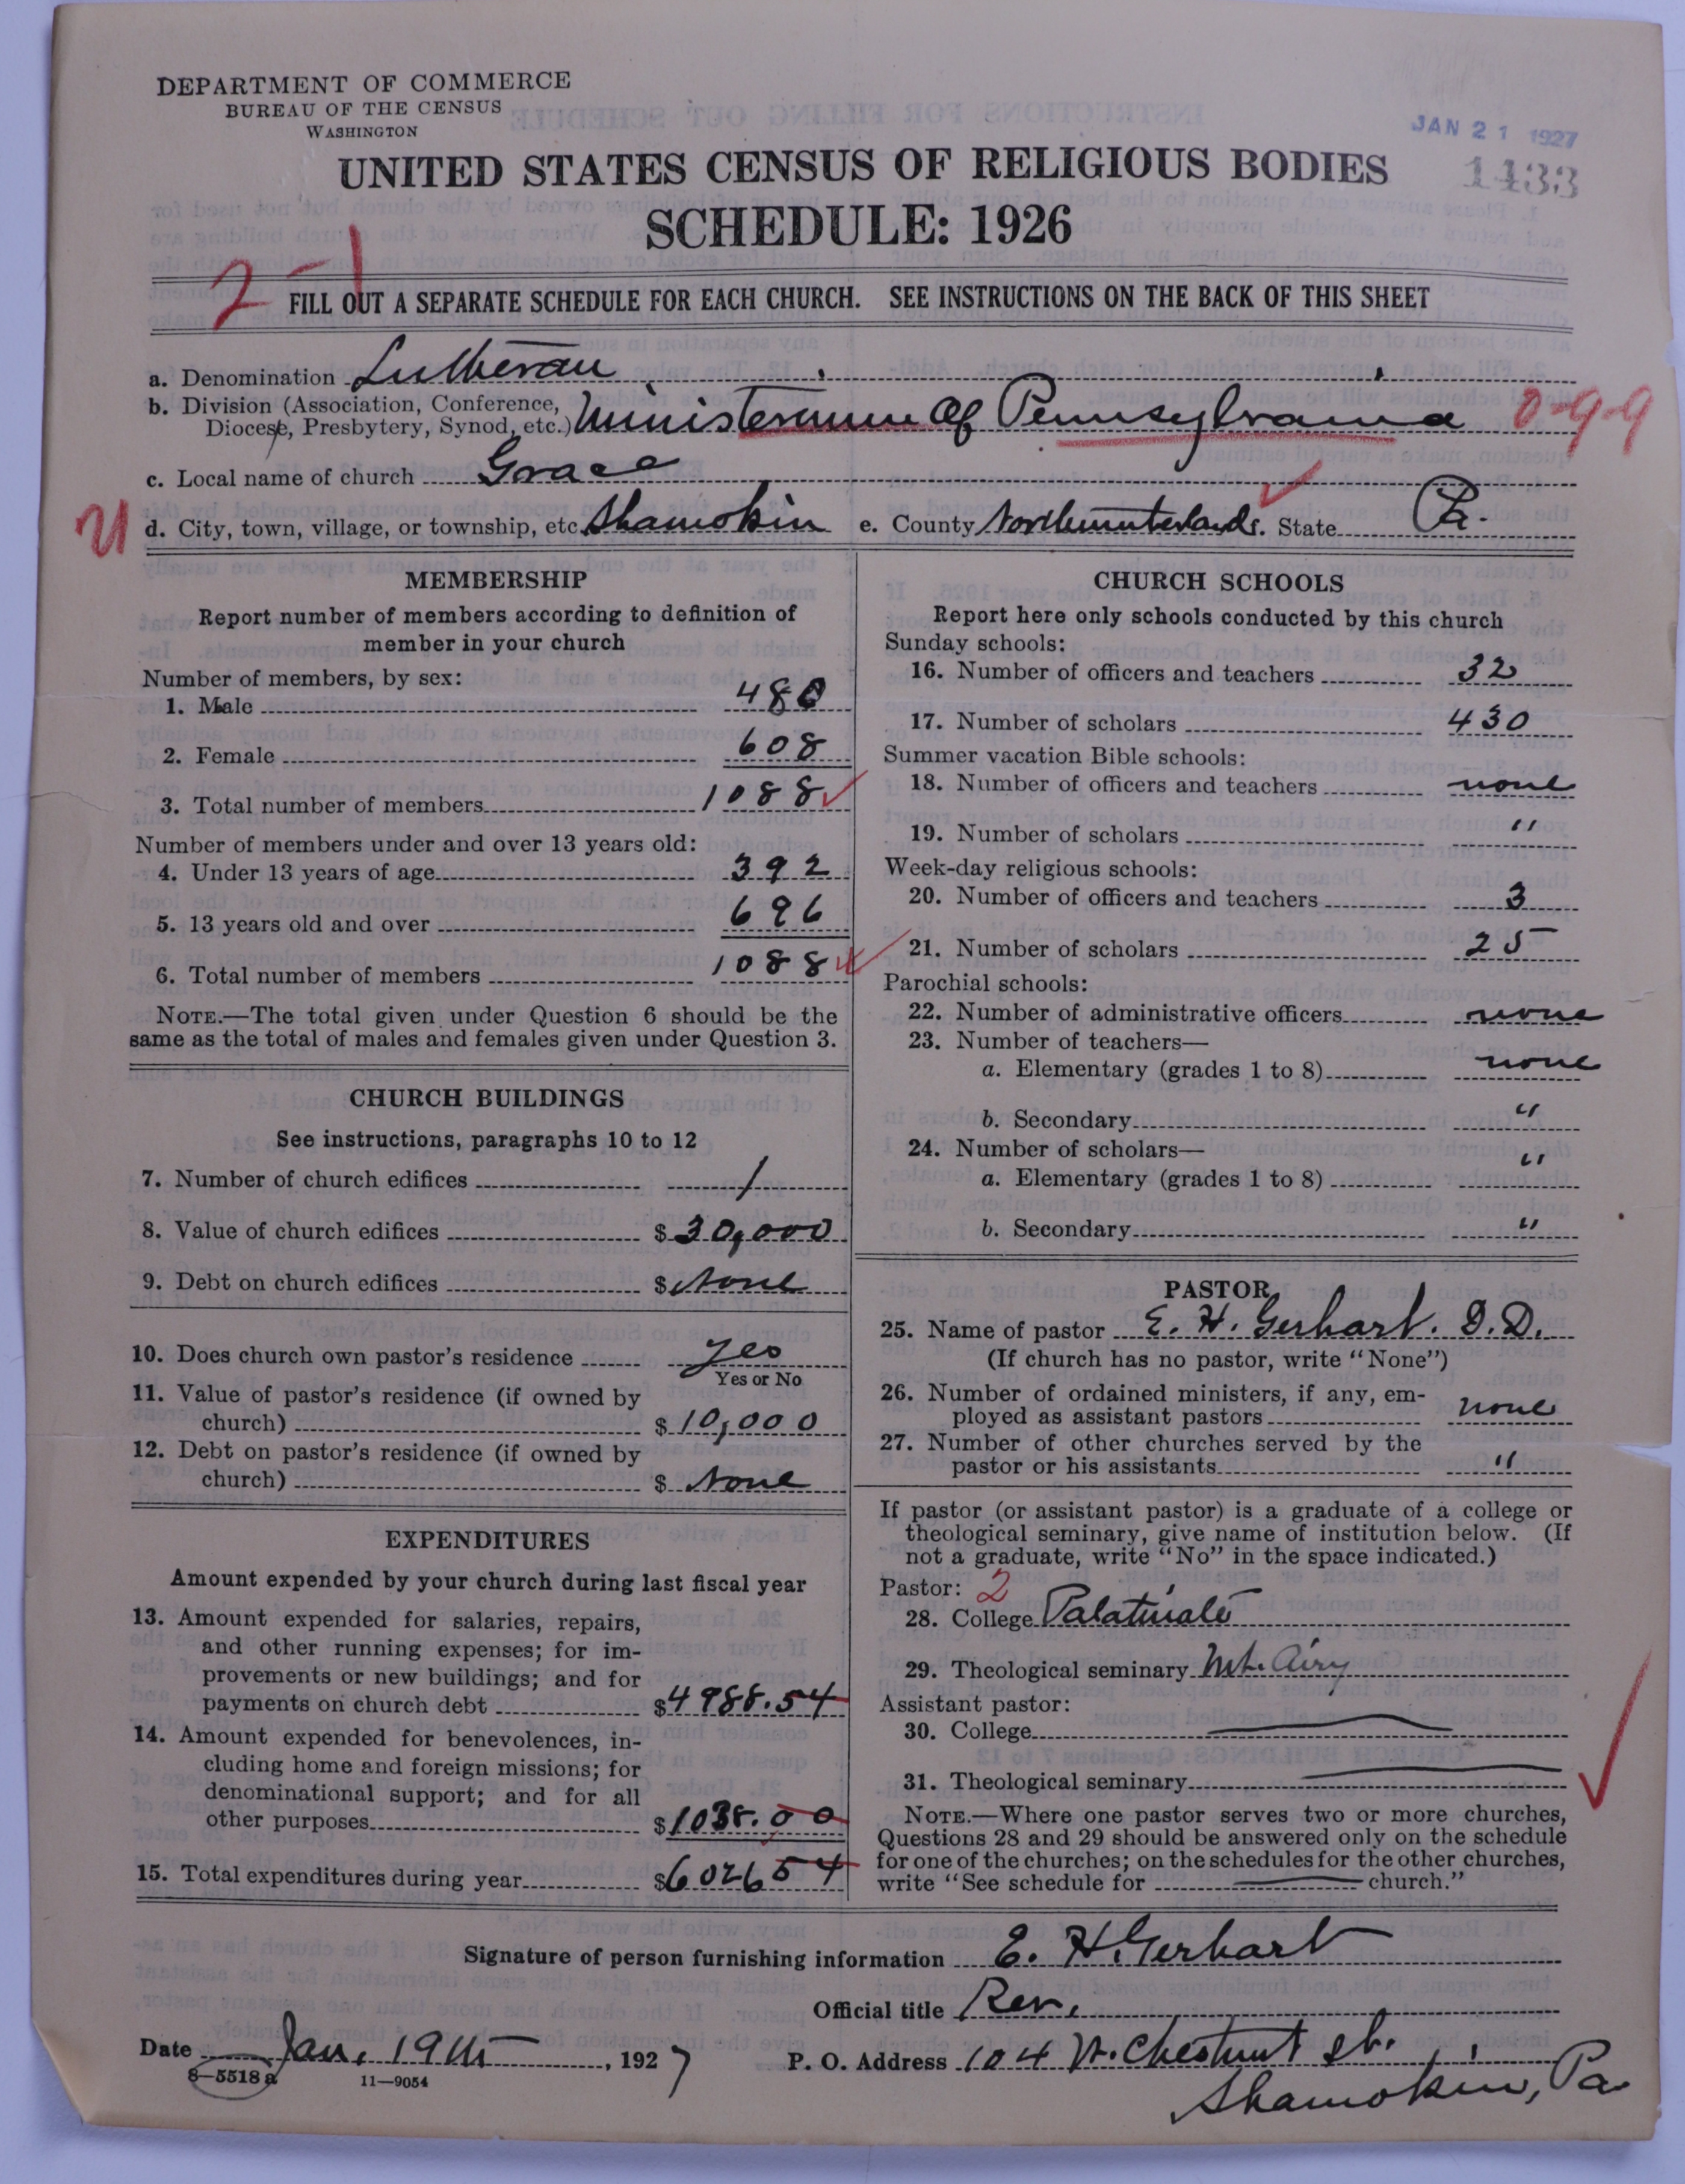 DEPARTMENT OF COMMERCE
BUREAU OF THE CENSUS
WASHINGTON
JAN 21 1927
1433
UNITED STATES CENSUS OF RELIGIOUS BODIES
SCHEDULE: 1926
2-1
FILL OUT A SEPARATE SCHEDULE FOR EACH CHURCH. SEE INSTRUCTIONS ON THE BACK OF THIS SHEET
a. Denomination Lutheran
b. Division (Association, Conference, Diocese, Presbytery, Synod, etc.) Ministerium of Pennsylvania 0-9-9
c. Local name of church Grace
U d. City, town, village, or township, etc. Shamokin e. County Northumberland f. State Pa.
MEMBERSHIP
Report number of members according to definition of
member in your church
Number of members, by sex:
1. Male 480
2. Female 608
3. Total number of members 1088
Number of members under and over 13 years old:
4. Under 13 years of age 392
5. 13 years old and over 696
6. Total number of members 1088
NOTE.—The total given under Question 6 should be the
same as the total of males and females given under Question 3.
CHURCH BUILDINGS
See instructions, paragraphs 10 to 12
7. Number of church edifices 1
8. Value of church edifices $30,000
9. Debt on church edifices $None
10. Does church own pastor's residence Yes
Yes or No
11. Value of pastor's residence (if owned by
church) $10,000
12. Debt on pastor's residence (if owned by
church) $None
EXPENDITURES
Amount expended by your church during last fiscal year
13. Amount expended for salaries, repairs,
and other running expenses; for im-
provements or new buildings; and for
payments on church debt $4988.54
14. Amount expended for benevolences, in-
cluding home and foreign missions; for
denominational support; and for all
other purposes $1038.00
15. Total expenditures during year $6026 54
CHURCH SCHOOLS
Report here only schools conducted by this church
Sunday schools:
16. Number of officers and teachers 32
17. Number of scholars 430
Summer vacation Bible schools:
18. Number of officers and teachers none
19. Number of scholars "
Week-day religious schools:
20. Number of officers and teachers 3
21. Number of scholars 25
Parochial schools:
22. Number of administrative officers none
23. Number of teachers—
a. Elementary (grades 1 to 8) none
b. Secondary "
24. Number of scholars—
a. Elementary (grades 1 to 8) "
b. Secondary "
PASTOR
25. Name of pastor E. H. Gerhart. D.D.
(If church has no pastor, write "None")
26. Number of ordained ministers, if any, em-
ployed as assistant pastors none
27. Number of other churches served by the
pastor or his assistants "
If pastor (or assistant pastor) is a graduate of a college or
theological seminary, give name of institution below. (If
not a graduate, write "No" in the space indicated.)
Pastor: 2
28. College Palatinate
29. Theological seminary Mt. Airy
Assistant pastor:
30. College
31. Theological seminary
NOTE.—Where one pastor serves two or more churches,
Questions 28 and 29 should be answered only on the schedule
for one of the churches; on the schedules for the other churches,
write "See schedule for church."
Signature of person furnishing information E. H. Gerhart
Official title Rev.
Date Jan. 19th, 1927
P. O. Address 104 N. Chestnut St.
Shamokin, Pa
8—5518 a
11—9054